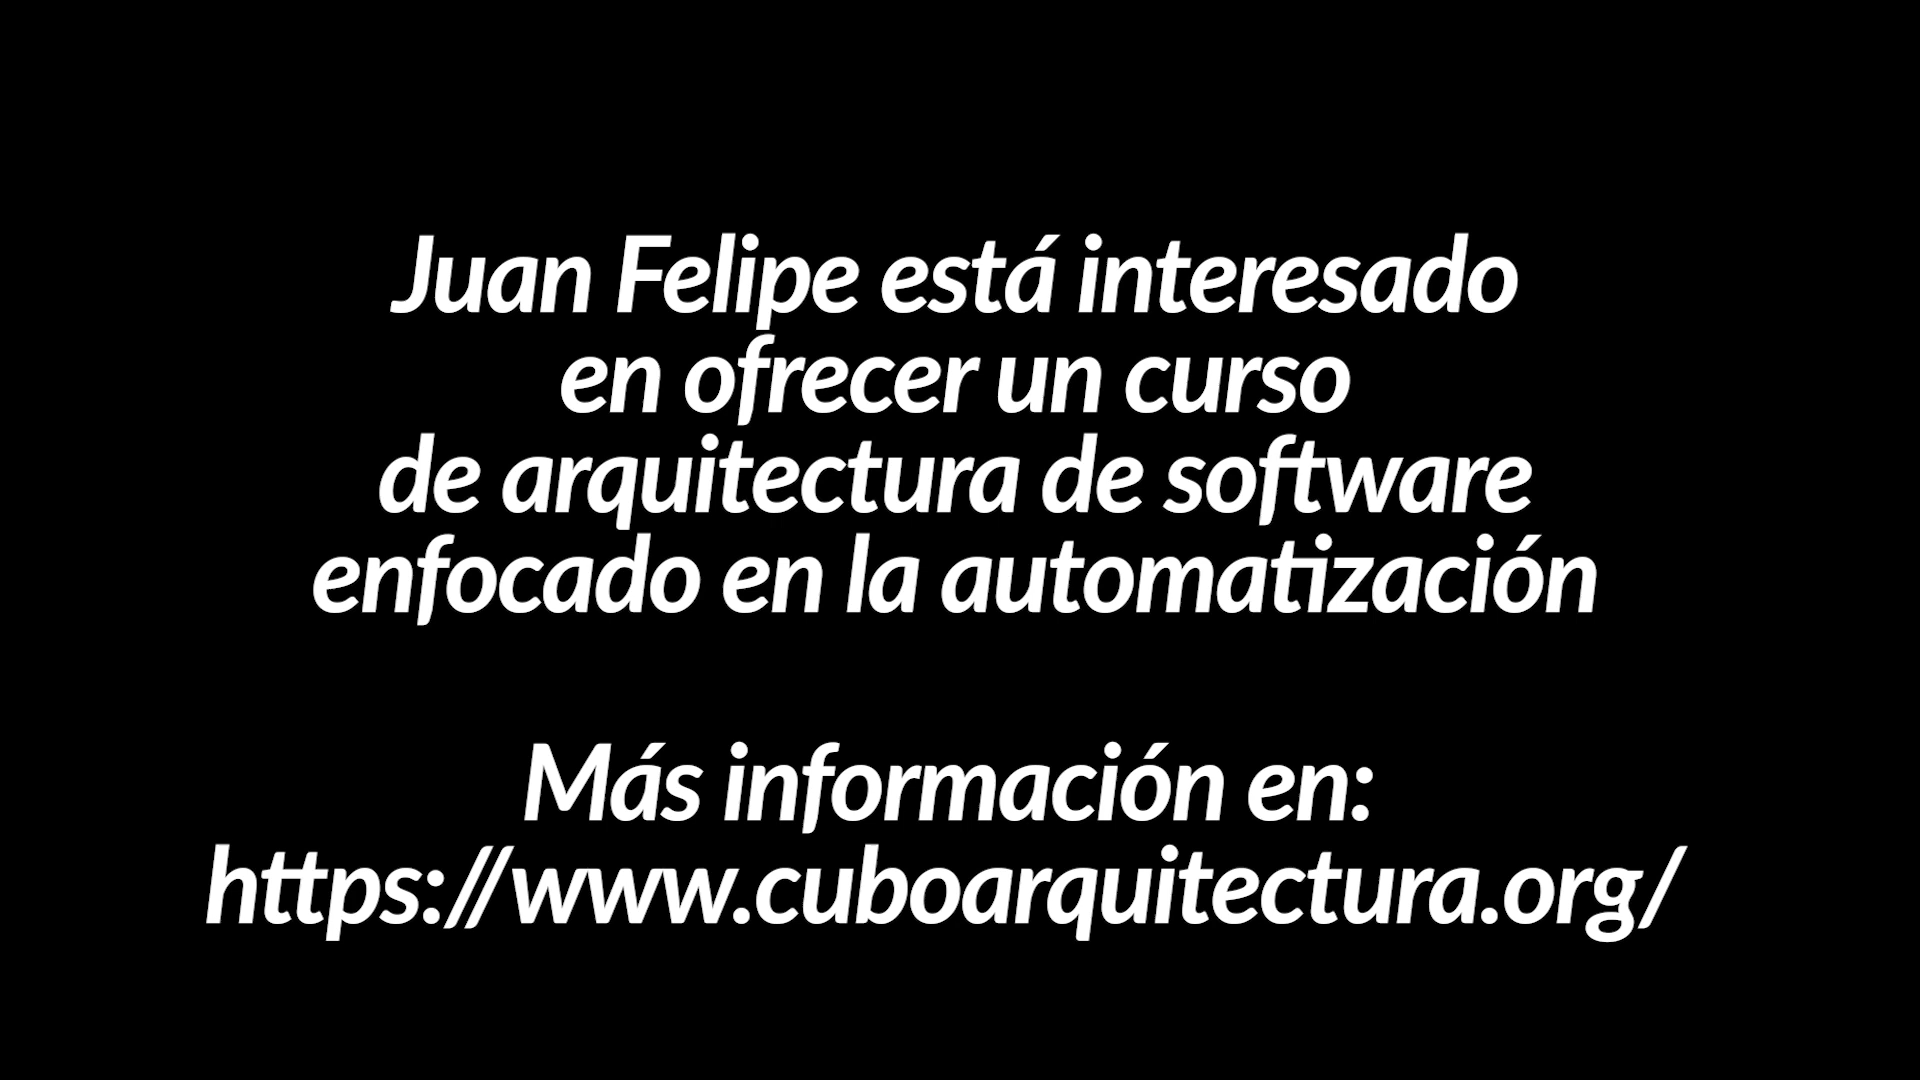 Juan Felipe está interesado
en ofrecer un curso
de arquitectura de software
enfocado en la automatización
Más información en:
https://www.cuboarquitectura.org/